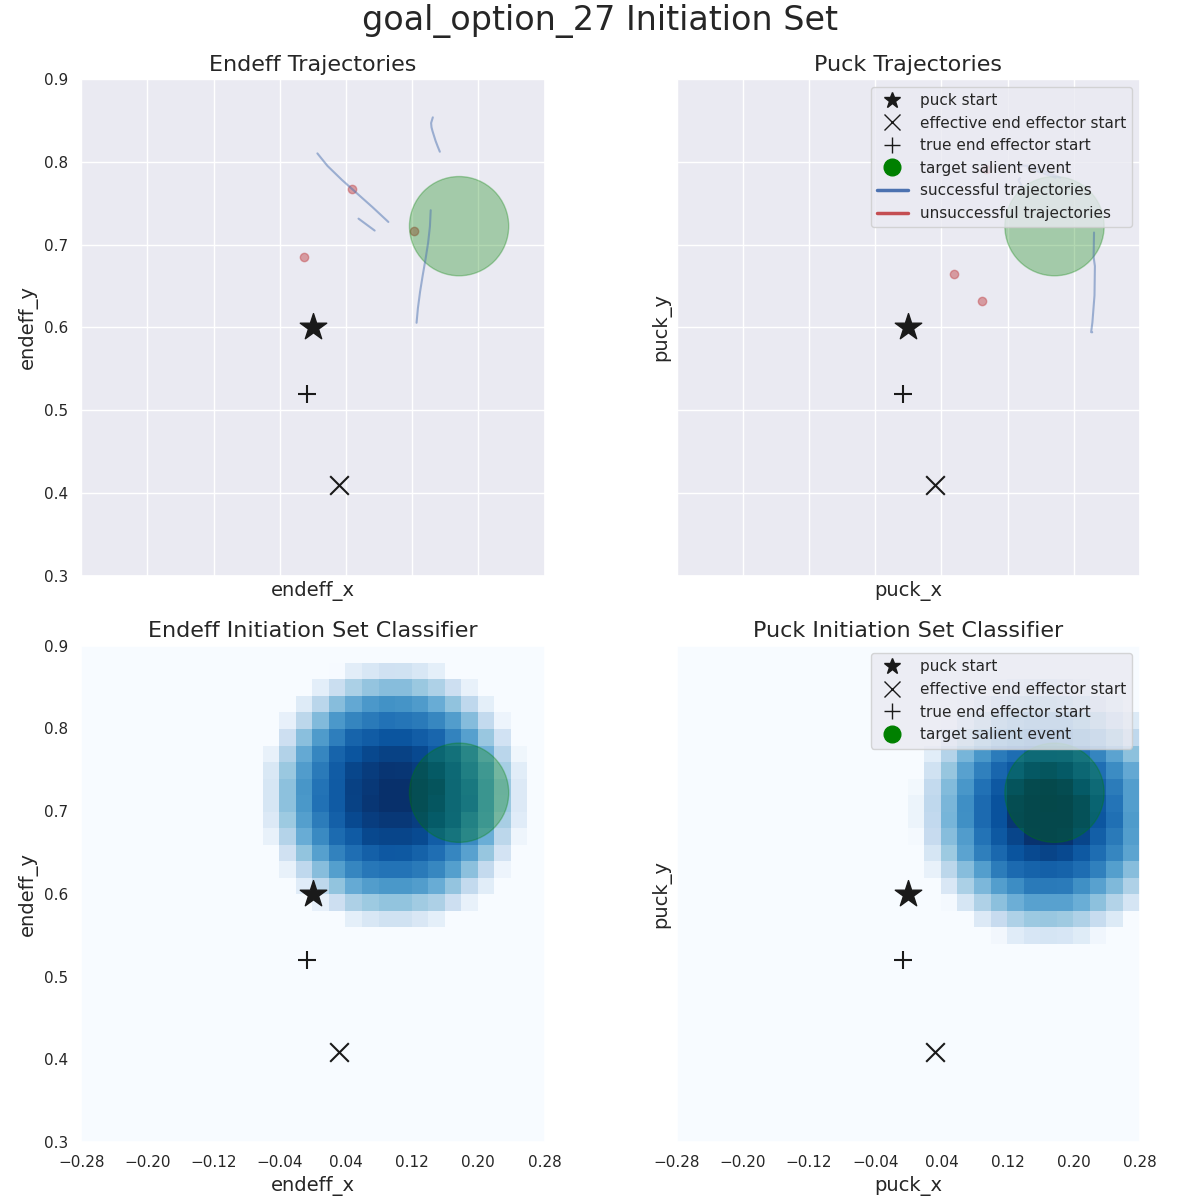 goal_option_27 Initiation Set
Endeff Trajectories
0.9
0.8
0.7
0.6
0.5
0.4
0.3
endeff_y
endeff_x
Puck Trajectories
puck start
effective end effector start
true end effector start
target salient event
successful trajectories
unsuccessful trajectories
puck_y
puck_x
Endeff Initiation Set Classifier
0.9
0.8
0.7
0.6
0.5
0.4
0.3
endeff_y
−0.28 −0.20 −0.12 −0.04 0.04 0.12 0.20 0.28
endeff_x
Puck Initiation Set Classifier
puck start
effective end effector start
true end effector start
target salient event
puck_y
−0.28 −0.20 −0.12 −0.04 0.04 0.12 0.20 0.28
puck_x